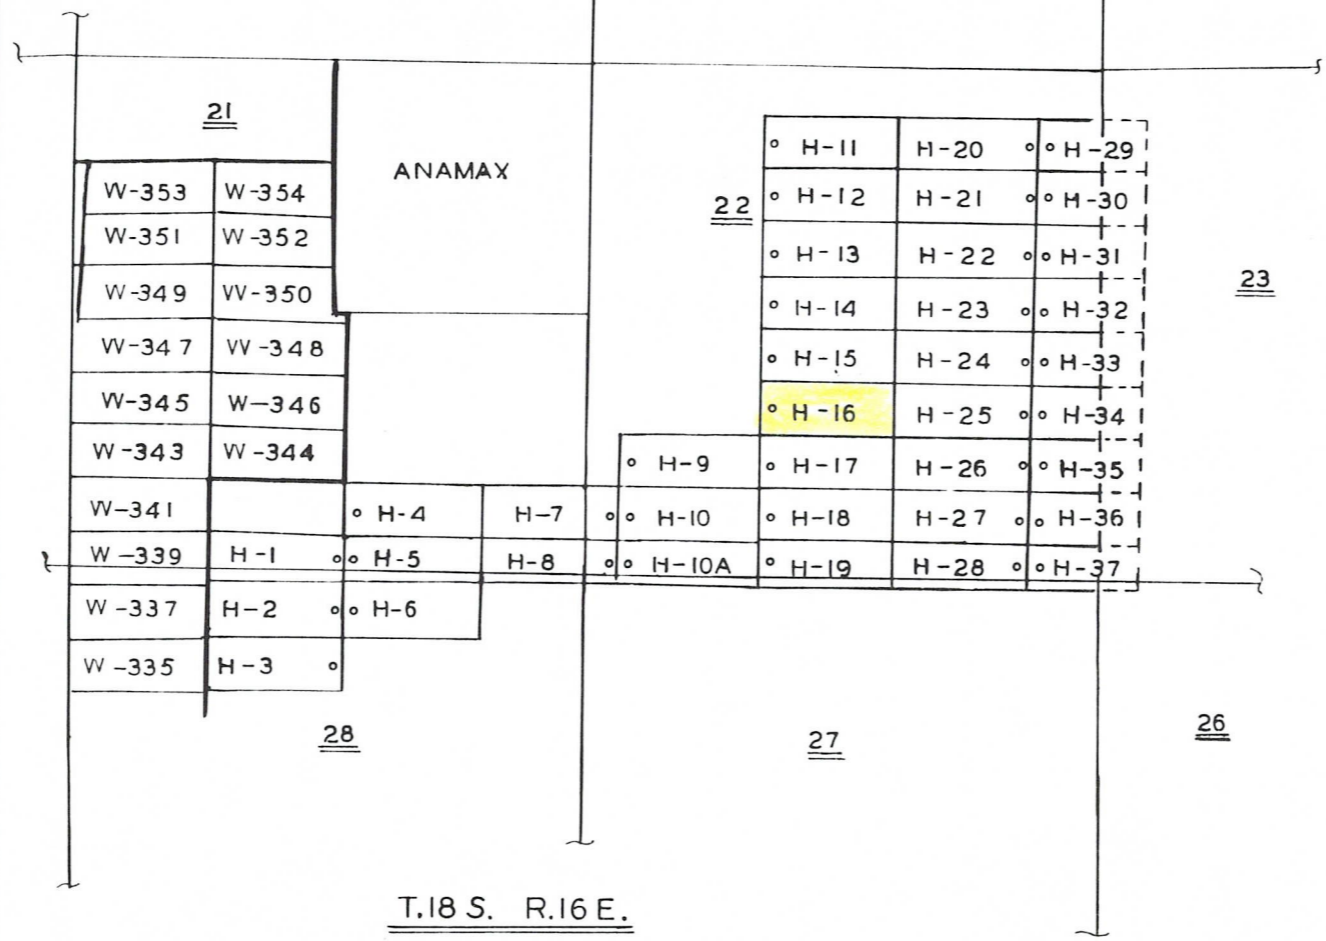 21
ANAMAX
H-11 H-20 H-29
W-353 W-354
22
H-12 H-21 H-30
W-351 W-352
H-13 H-22 H-31
23
W-349 W-350
H-14 H-23 H-32
W-347 W-348
H-15 H-24 H-33
W-345 W-346
H-16 H-25 H-34
W-343 W-344
H-9 H-17 H-26 H-35
W-341 H-4 H-7 H-10 H-18 H-27 H-36
W-339 H-1 H-5 H-8 H-10A H-19 H-28 H-37
W-337 H-2 H-6
W-335 H-3
28
27
26
T.18 S. R.16 E.